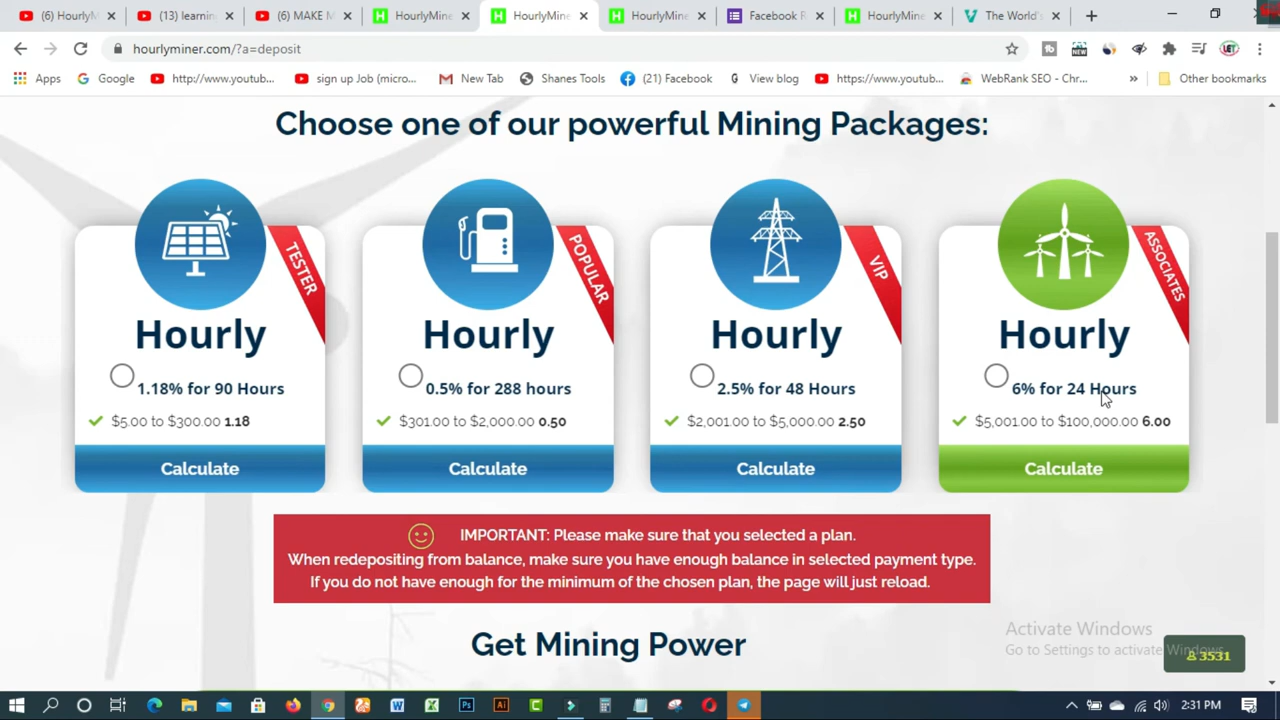 (6) HourlyM
(13) learnin
(6) MAKE M
HourlyMine
HourlyMine
HourlyMine
Facebook R
HourlyMine
The World's
hourlyminer.com/?a=deposit
Apps
Google
http://www.youtub...
sign up Job (micro...
New Tab
Shanes Tools
(21) Facebook
View blog
https://www.youtub...
WebRank SEO - Chr...
Other bookmarks
Choose one of our powerful Mining Packages:
TESTER
Hourly
1.18% for 90 Hours
$5.00 to $300.00 1.18
Calculate
POPULAR
Hourly
0.5% for 288 hours
$301.00 to $2,000.00 0.50
Calculate
VIP
Hourly
2.5% for 48 Hours
$2,001.00 to $5,000.00 2.50
Calculate
ASSOCIATES
Hourly
6% for 24 Hours
$5,001.00 to $100,000.00 6.00
Calculate
IMPORTANT: Please make sure that you selected a plan.
When redepositing from balance, make sure you have enough balance in selected payment type.
If you do not have enough for the minimum of the chosen plan, the page will just reload.
Get Mining Power
Activate Windows
Go to Settings to activate Windows.
3531
2:31 PM